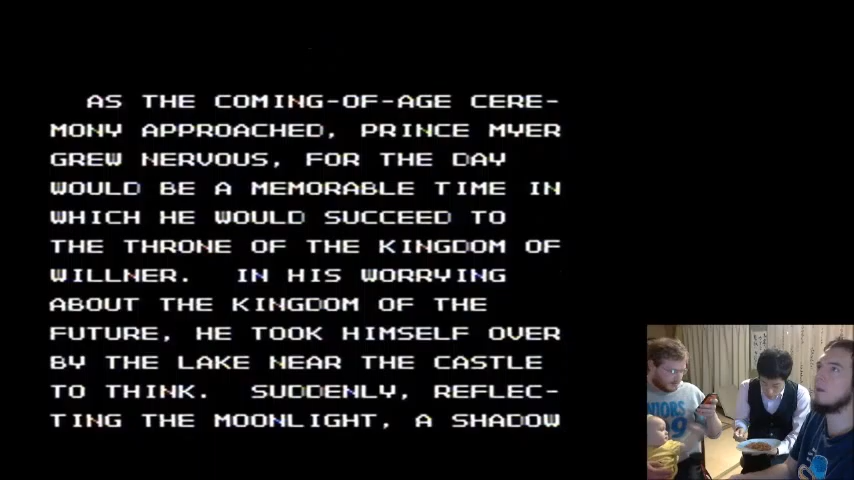 AS THE COMING-OF-AGE CERE-
MONY APPROACHED, PRINCE MYER
GREW NERVOUS, FOR THE DAY
WOULD BE A MEMORABLE TIME IN
WHICH HE WOULD SUCCEED TO
THE THRONE OF THE KINGDOM OF
WILLNER. IN HIS WORRYING
ABOUT THE KINGDOM OF THE
FUTURE, HE TOOK HIMSELF OVER
BY THE LAKE NEAR THE CASTLE
TO THINK. SUDDENLY, REFLEC-
TING THE MOONLIGHT, A SHADOW